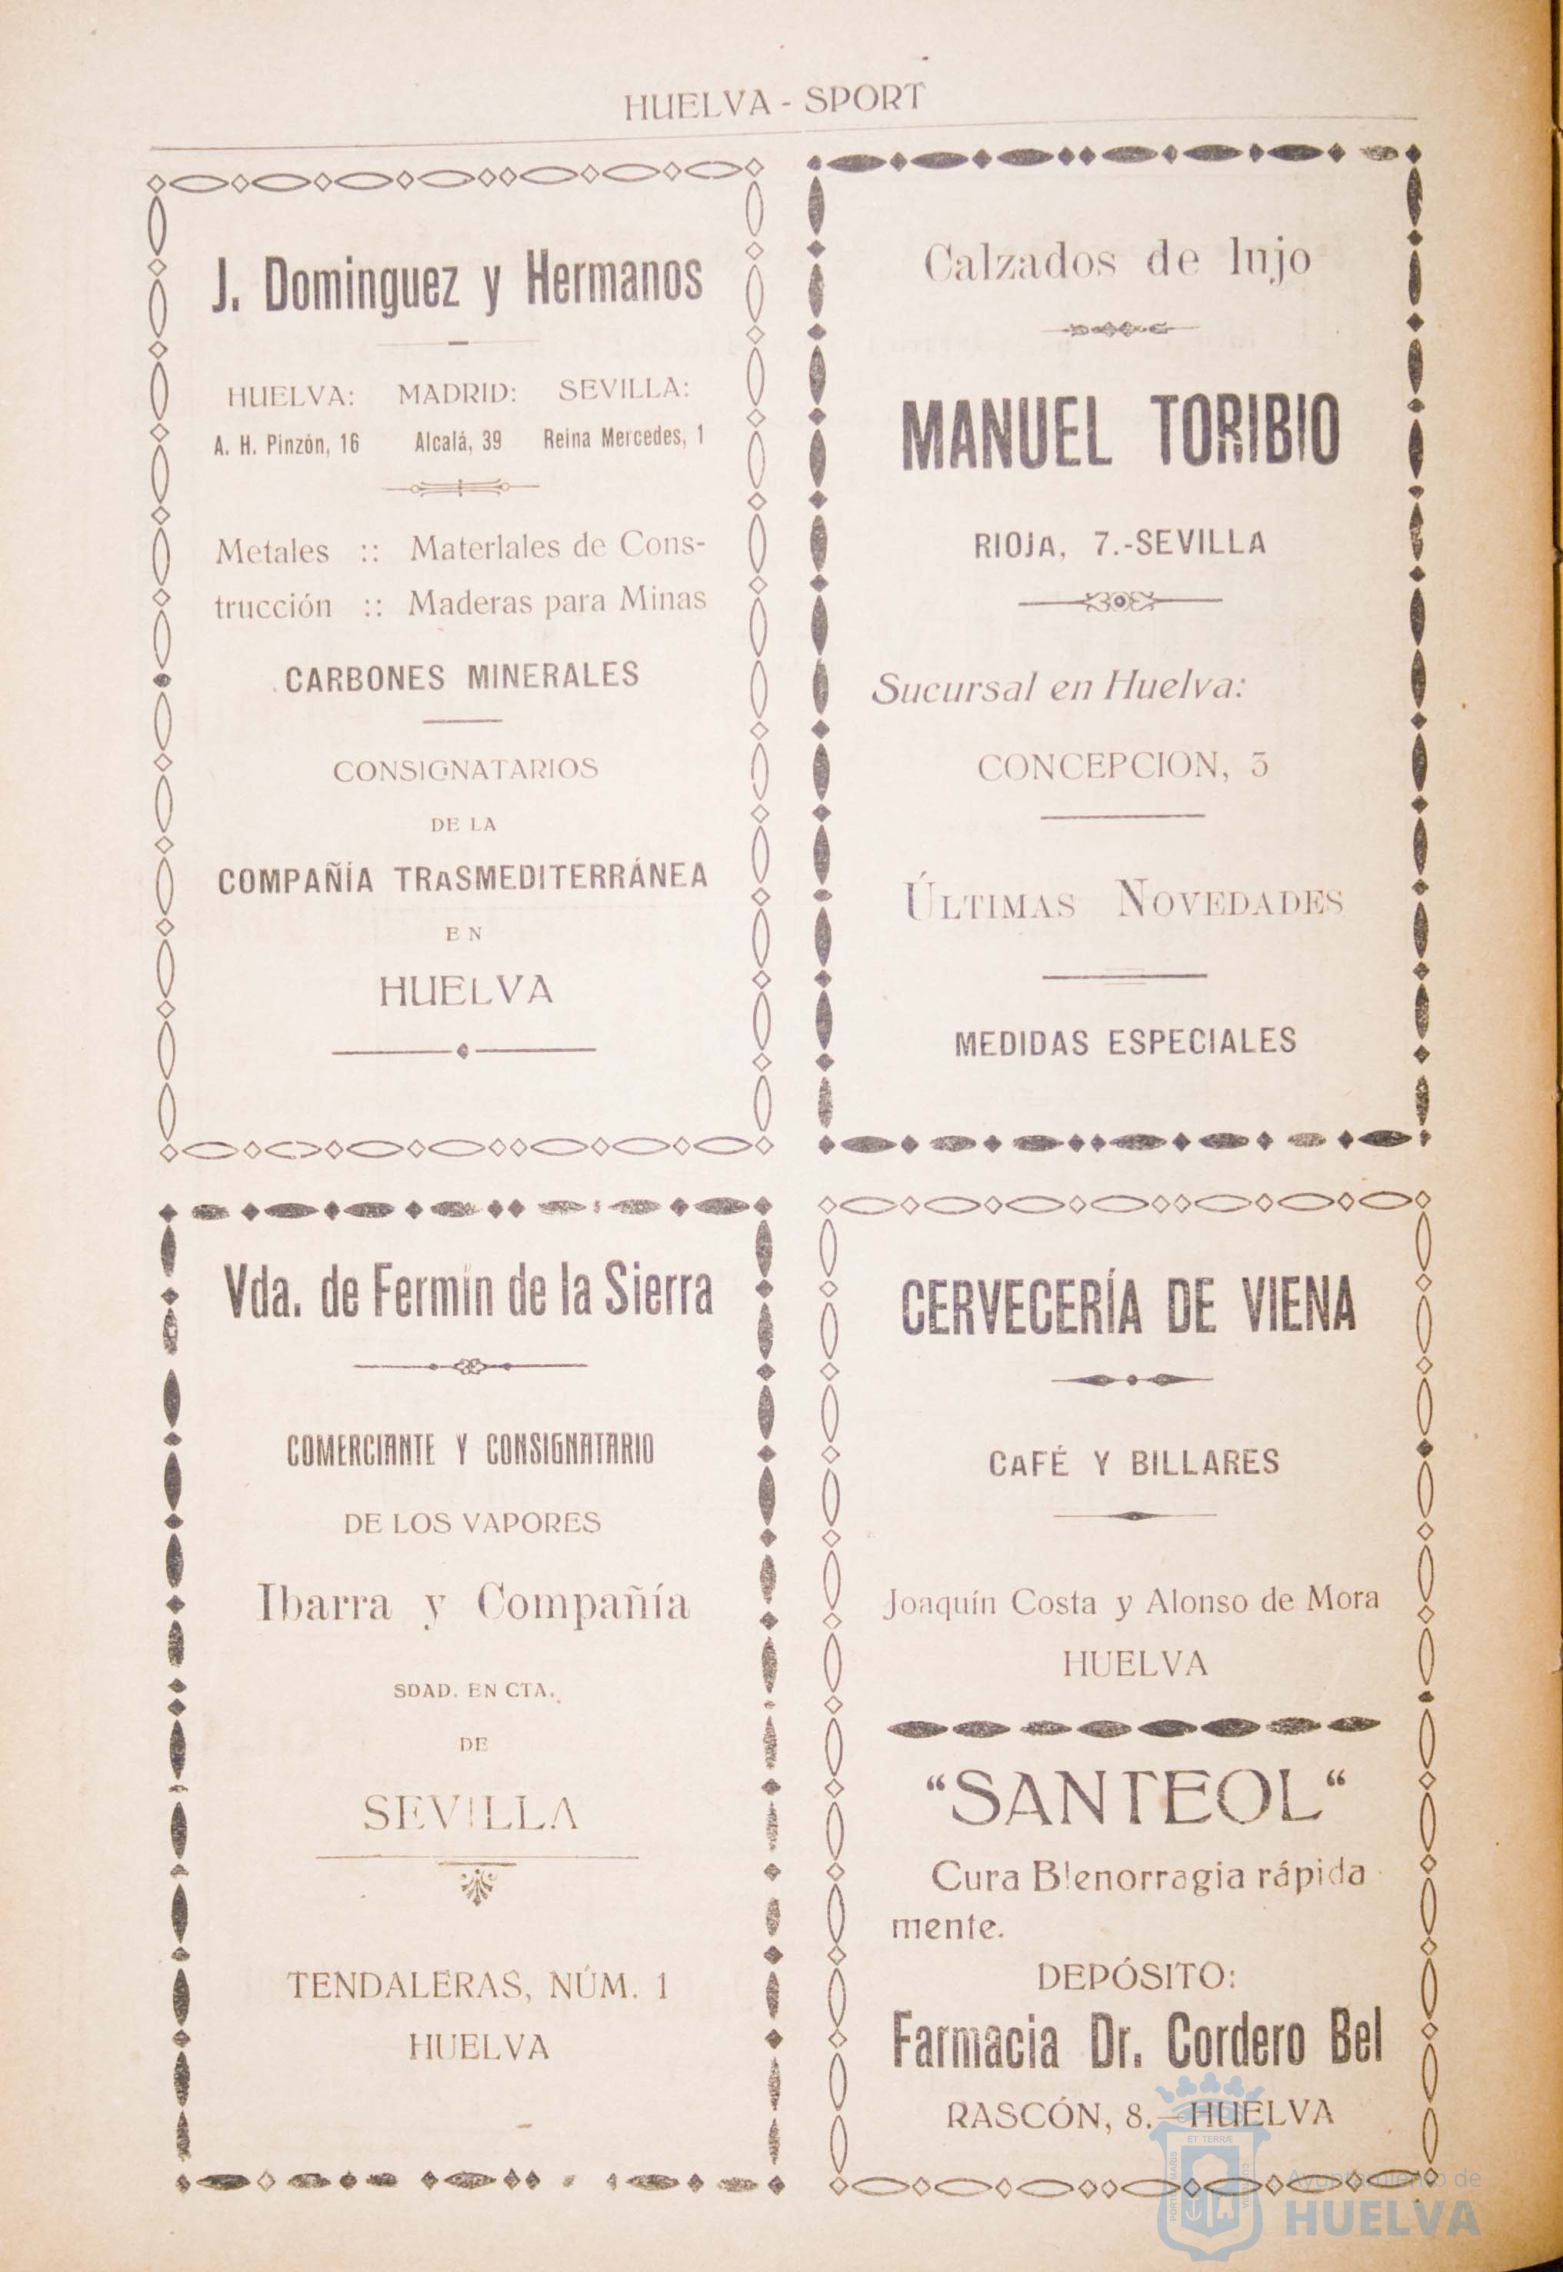 HUELVA - SPORT
J. Dominguez y Hermanos
HUELVA: MADRID: SEVILLA:
A. H. Pinzón, 16 Alcalá, 39 Reina Mercedes, 1
Metales :: Materlales de Cons-
trucción :: Maderas para Minas
CARBONES MINERALES
CONSIGNATARIOS
DE LA
COMPAÑÍA TRASMEDITERRÁNEA
EN
HUELVA
Calzados de lujo
MANUEL TORIBIO
RIOJA, 7.-SEVILLA
Sucursal en Huelva:
CONCEPCION, 3
ÚLTIMAS NOVEDADES
MEDIDAS ESPECIALES
Vda. de Fermín de la Sierra
COMERCIANTE Y CONSIGNATARIO
DE LOS VAPORES
Ibarra y Compañía
SDAD. EN CTA.
DE
SEVILLA
TENDALERAS, NÚM. 1
HUELVA
CERVECERÍA DE VIENA
CAFÉ Y BILLARES
Joaquín Costa y Alonso de Mora
HUELVA
"SANTEOL"
Cura Blenorragia rápida
mente.
DEPÓSITO:
Farmacia Dr. Cordero Bel
RASCÓN, 8.—HUELVA
Ayuntamiento de
HUELVA